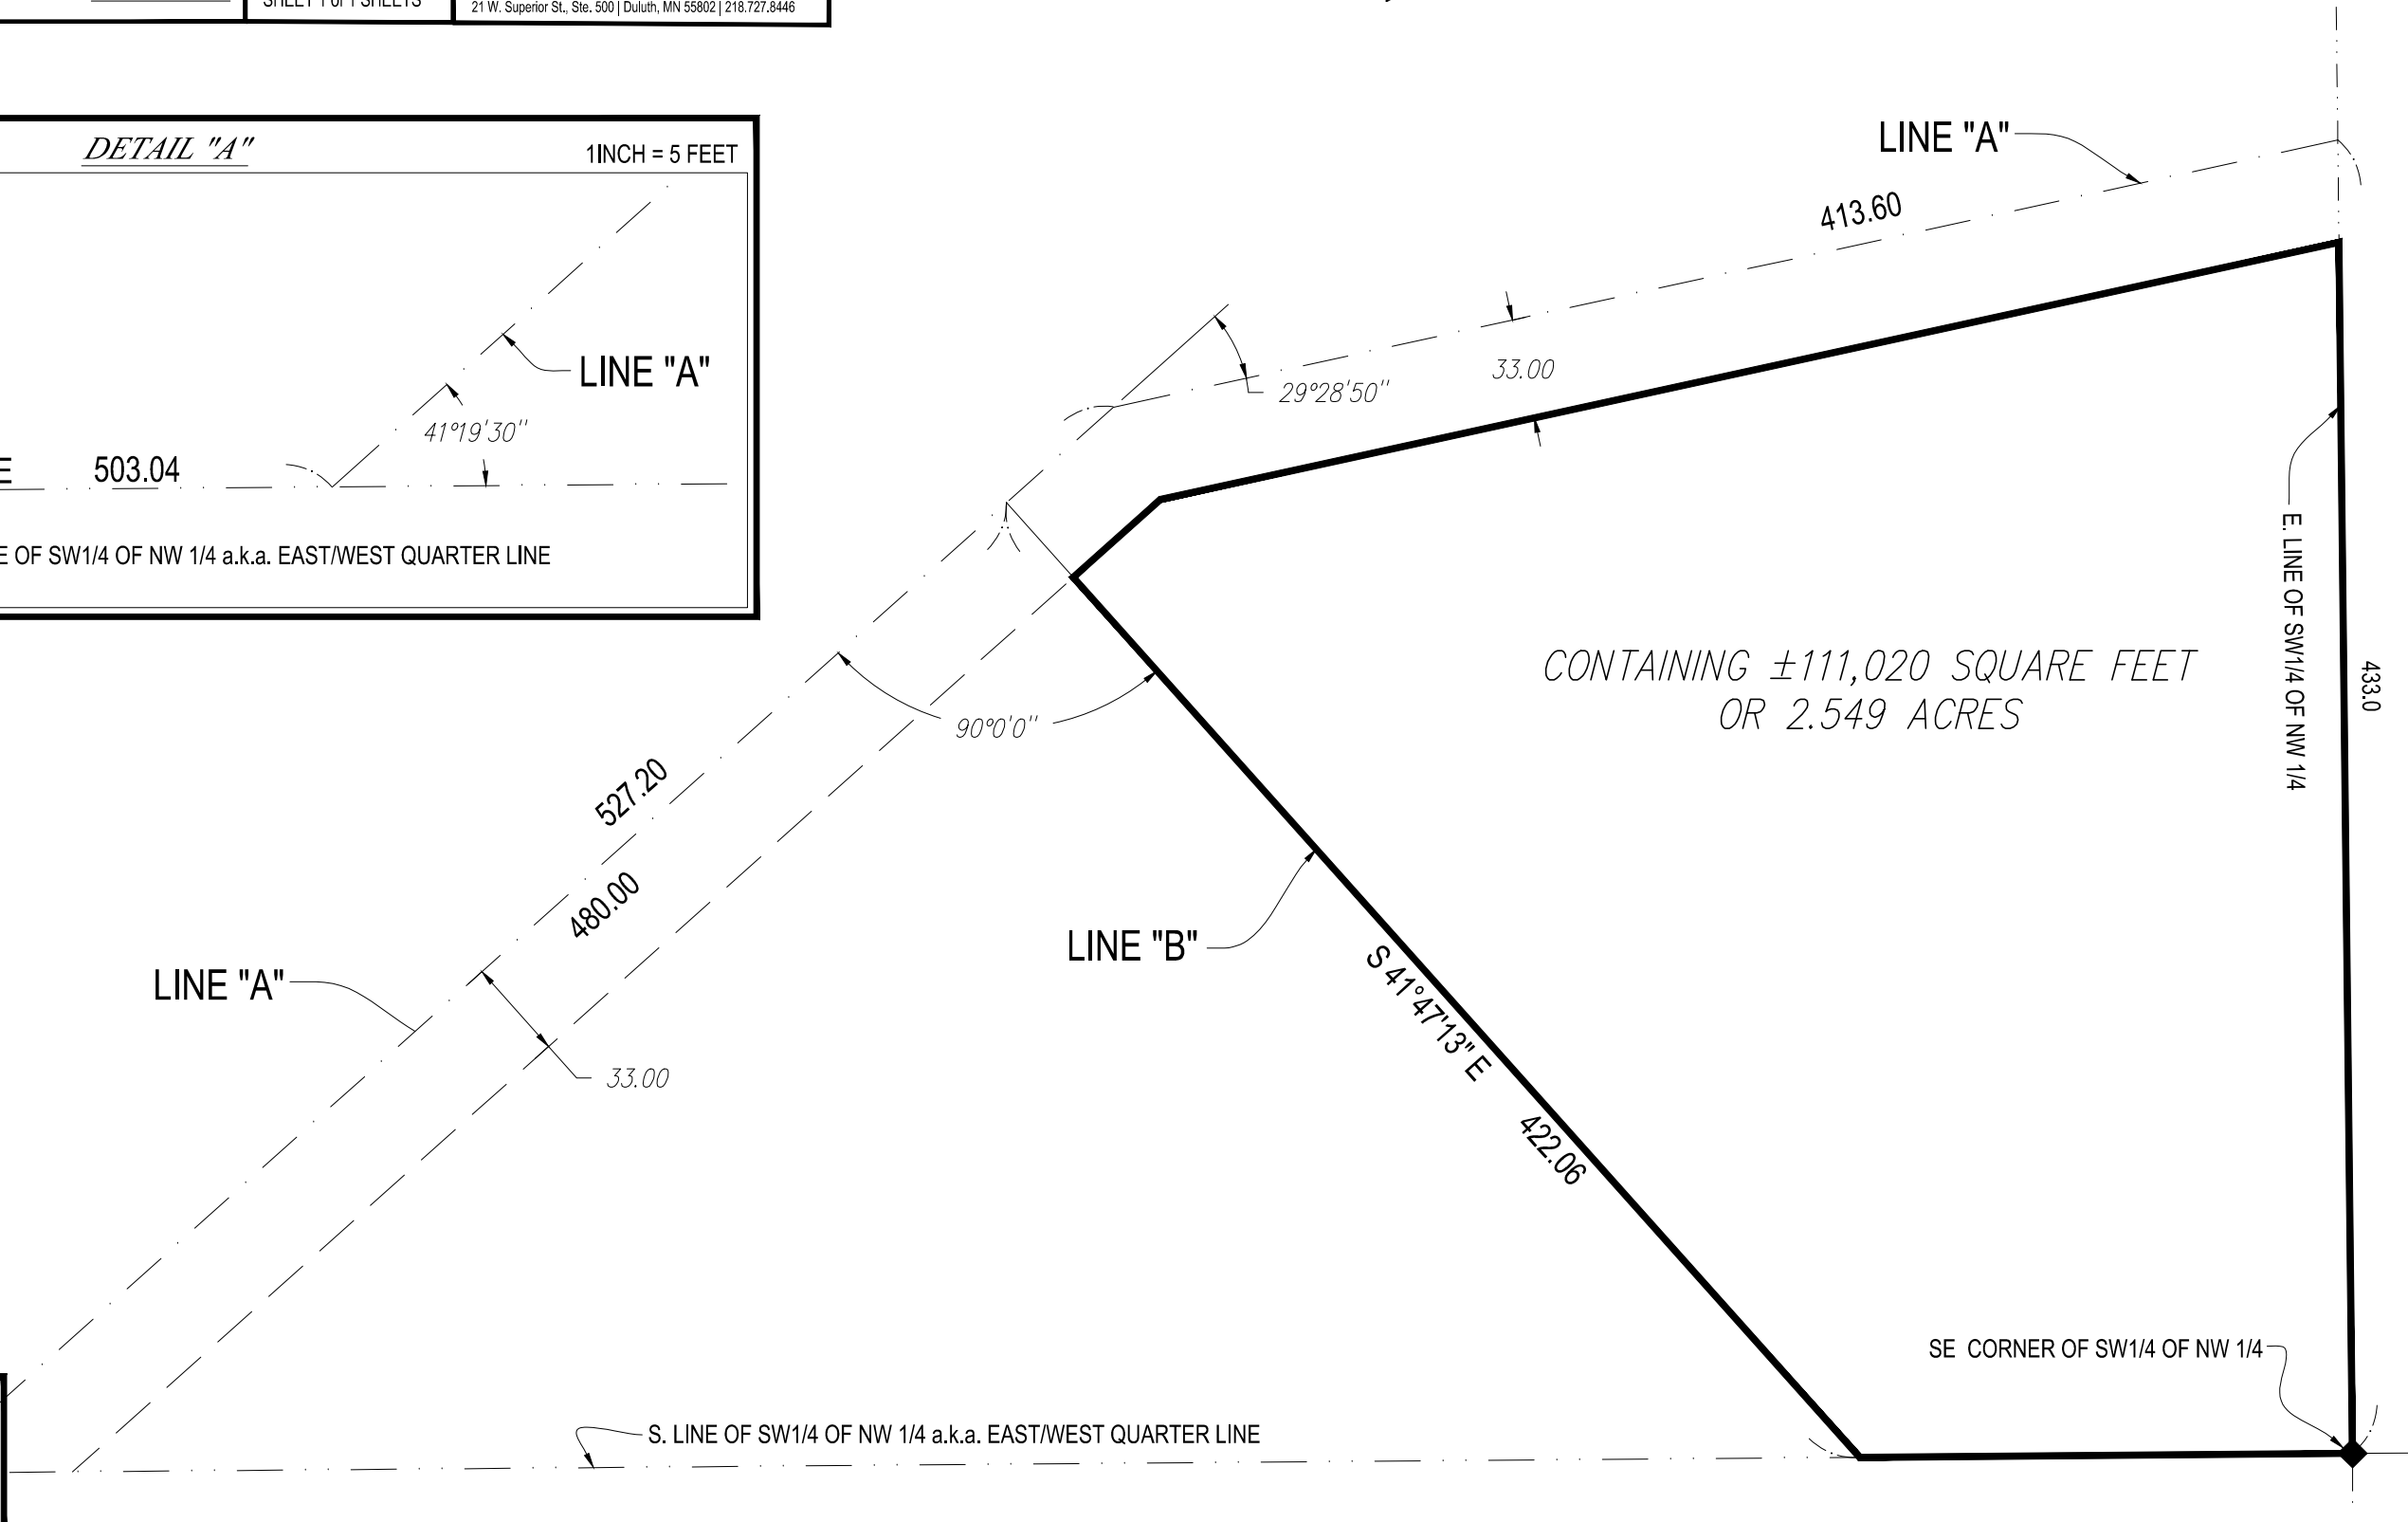 SHEET 1 of 1 SHEETS
21 W. Superior St., Ste. 500 | Duluth, MN 55802 | 218.727.8446
DETAIL "A"
1INCH = 5 FEET
LINE "A"
41°19'30"
E 503.04
E OF SW1/4 OF NW 1/4 a.k.a. EAST/WEST QUARTER LINE
LINE "A"
413.60
29°28'50"
33.00
E. LINE OF SW1/4 OF NW 1/4
433.0
CONTAINING ±111,020 SQUARE FEET
OR 2.549 ACRES
90°0'0"
527.20
480.00
LINE "A"
33.00
LINE "B"
S 41°47'13" E 422.06
SE CORNER OF SW1/4 OF NW 1/4
S. LINE OF SW1/4 OF NW 1/4 a.k.a. EAST/WEST QUARTER LINE